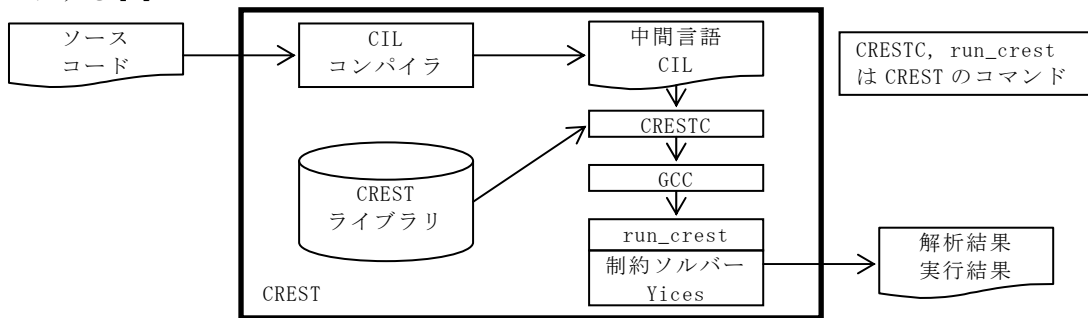 ソース
コード
CIL
コンパイラ
中間言語
CIL
CRESTC, run_crest
は CREST のコマンド
CRESTC
CREST
ライブラリ
GCC
run_crest
制約ソルバー
Yices
解析結果
実行結果
CREST